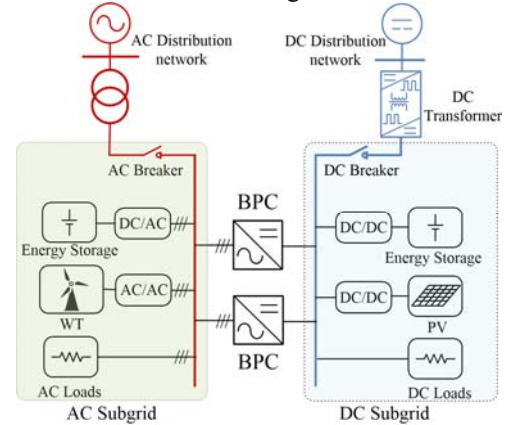 AC Distribution
network
DC Distribution
network
DC
Transformer
AC Breaker
DC Breaker
BPC
DC/AC
Energy Storage
DC/DC
Energy Storage
AC/AC
WT
DC/DC
PV
BPC
AC Loads
DC Loads
AC Subgrid
DC Subgrid